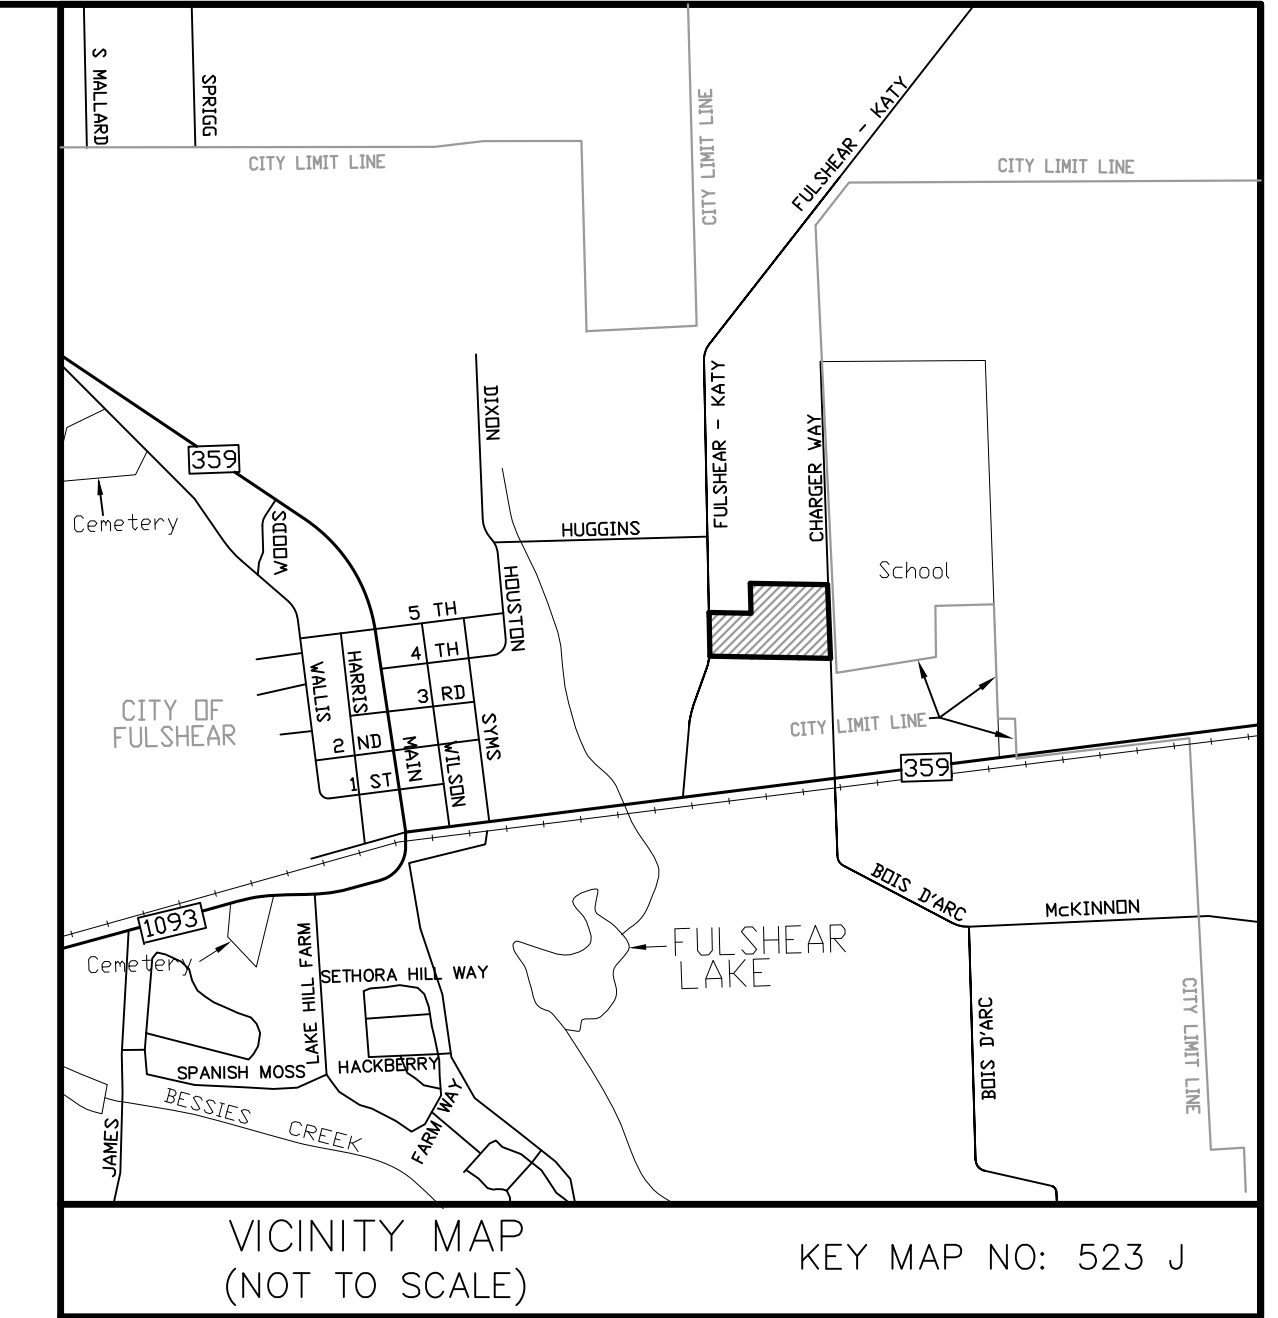 S MALLARD
SPRIGG
CITY LIMIT LINE
CITY LIMIT LINE
FULSHEAR - KATY
CITY LIMIT LINE
359
Cemetery
WOODS
DIXON
HUGGINS
HOUSTON
FULSHEAR - KATY
CHARGER WAY
School
5 TH
4 TH
3 RD
2 ND
1 ST
WALLIS
HARRIS
MAIN
WILSON
SYMS
CITY OF
FULSHEAR
CITY LIMIT LINE
359
1093
Cemetery
LAKE HILL FARM
SETHORA HILL WAY
FULSHEAR
LAKE
BOIS D'ARC
McKINNON
BOIS D'ARC
CITY LIMIT LINE
SPANISH MOSS
HACKBERRY
FARM WAY
BESSIES CREEK
JAMES
VICINITY MAP
(NOT TO SCALE)
KEY MAP NO: 523 J